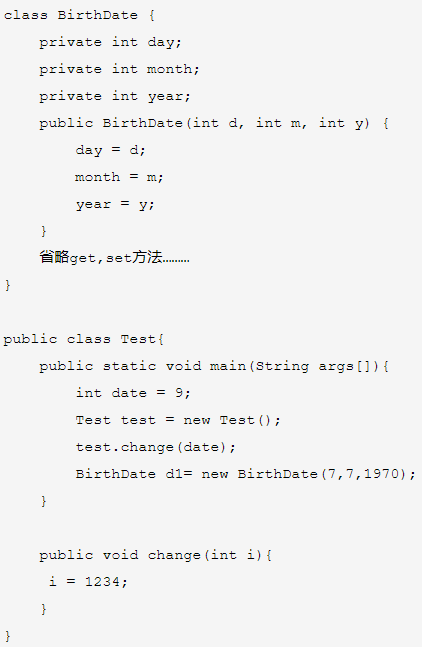 class BirthDate {
    private int day;
    private int month;
    private int year;
    public BirthDate(int d, int m, int y) {
        day = d;
        month = m;
        year = y;
    }
    省略get,set方法………
}

public class Test{
    public static void main(String args[]){
        int date = 9;
        Test test = new Test();
        test.change(date);
        BirthDate d1= new BirthDate(7,7,1970);
    }

    public void change(int i){
     i = 1234;
    }
}